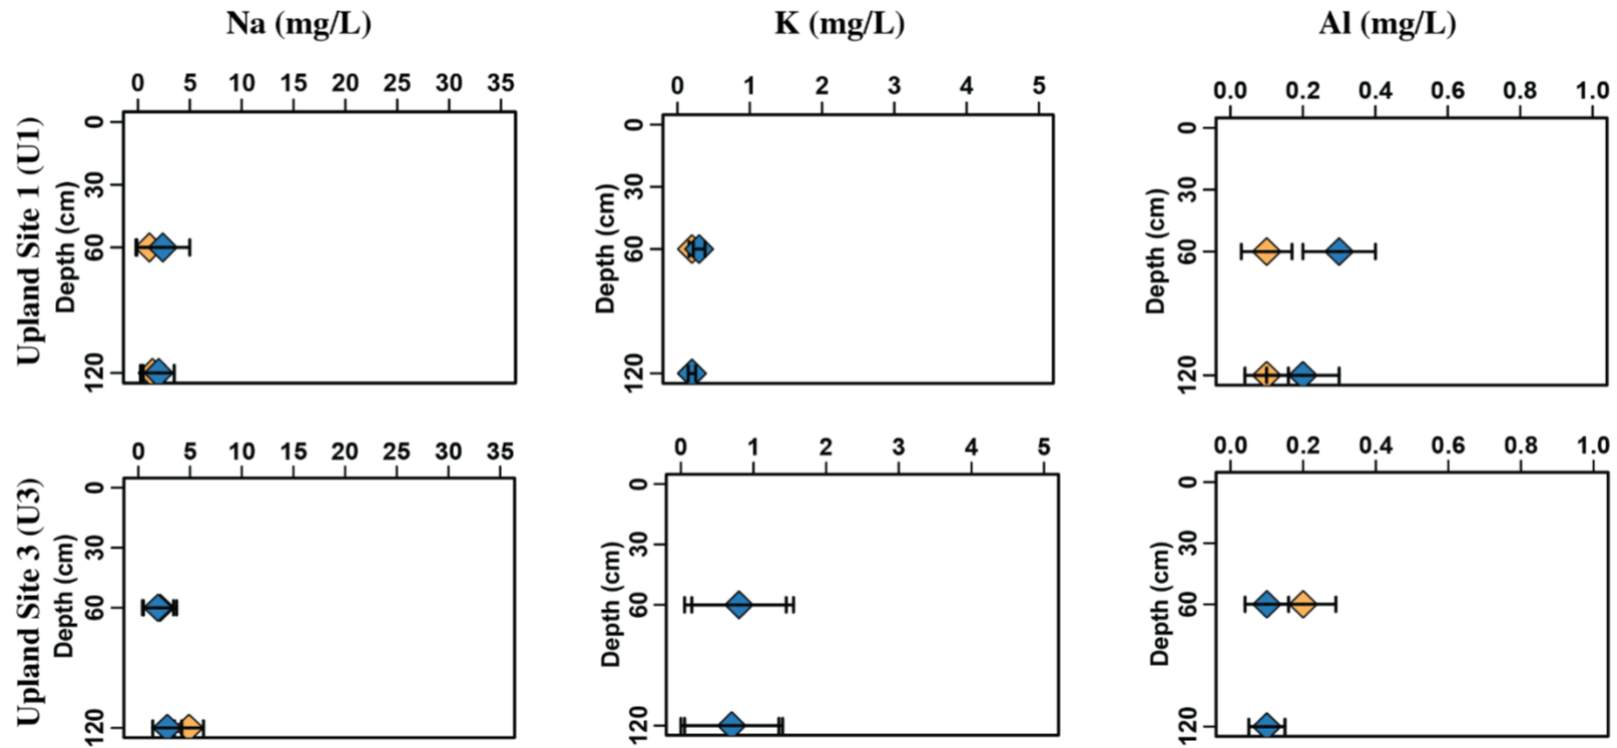 Na (mg/L)
K (mg/L)
Al (mg/L)
Upland Site 1 (U1)
0 5 10 15 20 25 30 35
Depth (cm)
0 30 60 120
0 1 2 3 4 5
Depth (cm)
0 30 60 120
0.0 0.2 0.4 0.6 0.8 1.0
Depth (cm)
0 30 60 120
Upland Site 3 (U3)
0 5 10 15 20 25 30 35
Depth (cm)
0 30 60 120
0 1 2 3 4 5
Depth (cm)
0 30 60 120
0.0 0.2 0.4 0.6 0.8 1.0
Depth (cm)
0 30 60 120